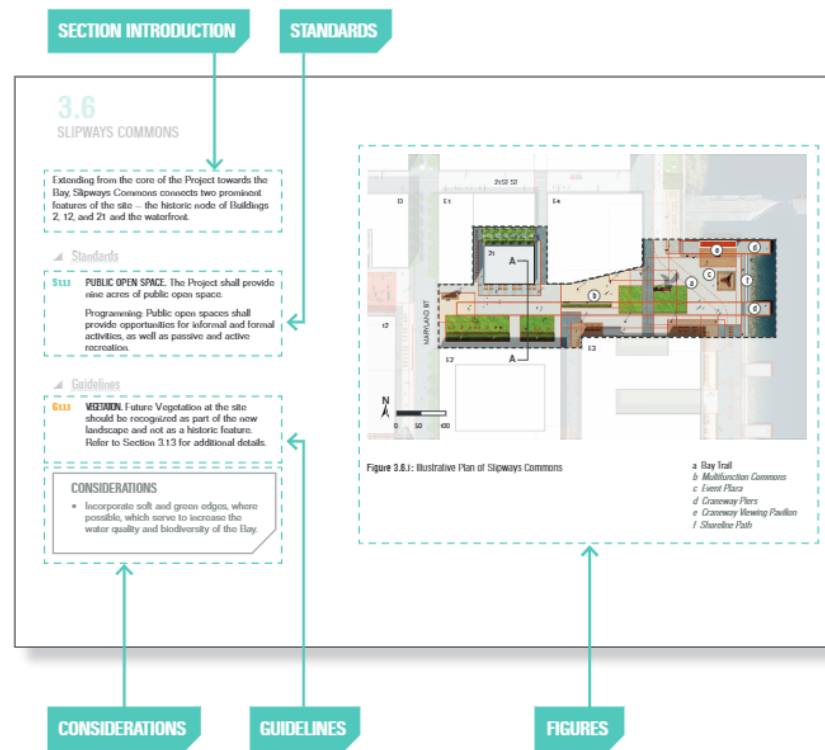 SECTION INTRODUCTION
STANDARDS
3.6
SLIPWAYS COMMONS
Extending from the core of the Project towards the
Bay, Slipways Commons connects two prominent
features of the site – the historic node of Buildings
2, 12, and 21 and the waterfront.
Standards
S1.1.1 PUBLIC OPEN SPACE. The Project shall provide
nine acres of public open space.
Programming: Public open spaces shall
provide opportunities for informal and formal
activities, as well as passive and active
recreation.
Guidelines
G1.1.1 VEGETATION. Future Vegetation at the site
should be recognized as part of the new
landscape and not as a historic feature.
Refer to Section 3.13 for additional details.
CONSIDERATIONS
• Incorporate soft and green edges, where
possible, which serve to increase the
water quality and biodiversity of the Bay.
21ST ST
E1
E4
21
A
MARYLAND ST
12
b
a
c
e
d
f
d
E2
A
E3
N
0 50 100
Figure 3.6.1: Illustrative Plan of Slipways Commons
a Bay Trail
b Multifunction Commons
c Event Plaza
d Craneway Piers
e Craneway Viewing Pavilion
f Shoreline Path
CONSIDERATIONS
GUIDELINES
FIGURES